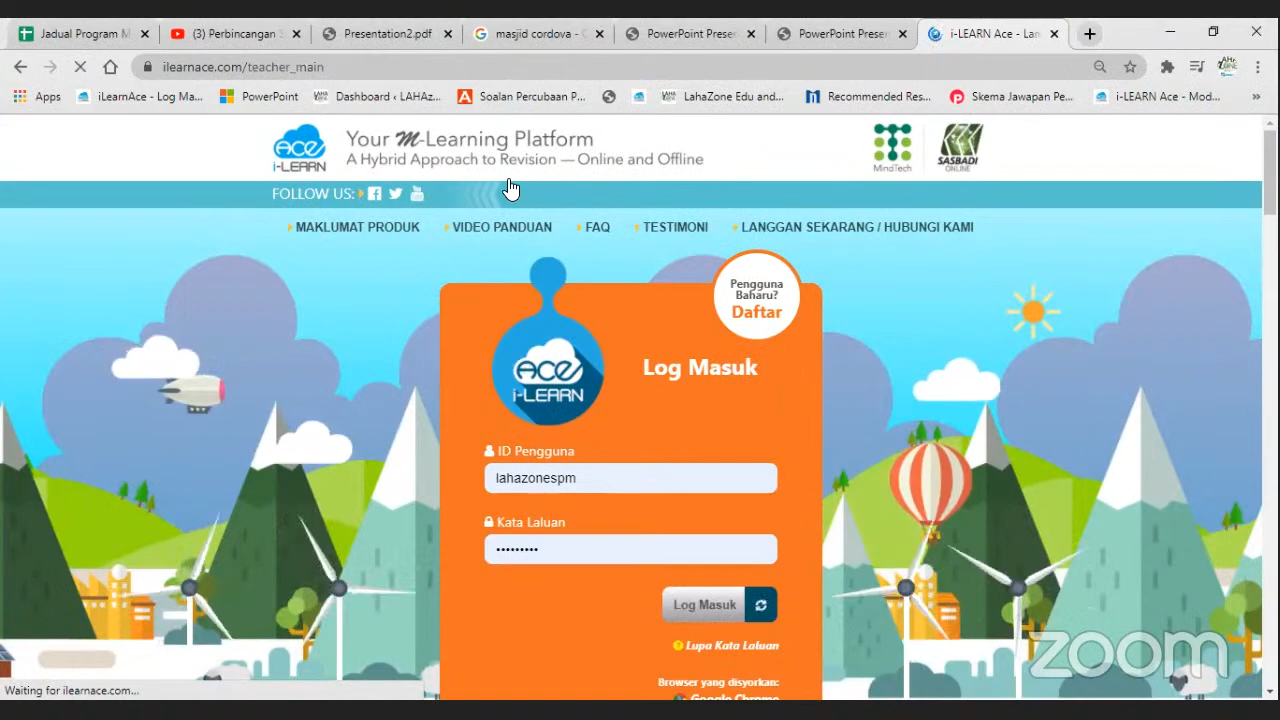 Jadual Program M
(3) Perbincangan
Presentation2.pdf
masjid cordova - 
PowerPoint Prese
PowerPoint Prese
i-LEARN Ace - Lan
ilearnace.com/teacher_main
Apps
iLearnAce - Log Ma...
PowerPoint
Dashboard ‹ LAHAz...
Soalan Percubaan P...
LahaZone Edu and...
Recommended Res...
Skema Jawapan Pe...
i-LEARN Ace - Mod...
ACE
i-LEARN
Your M-Learning Platform
A Hybrid Approach to Revision — Online and Offline
MindTech
SASBADI
ONLINE
FOLLOW US:
MAKLUMAT PRODUK
VIDEO PANDUAN
FAQ
TESTIMONI
LANGGAN SEKARANG / HUBUNGI KAMI
Pengguna
Baharu?
Daftar
ACE
i-LEARN
Log Masuk
ID Pengguna
lahazonespm
Kata Laluan
•••••••••
Log Masuk
Lupa Kata Laluan
Browser yang disyorkan:
Google Chrome
Waiting for ilearnace.com...
zoom